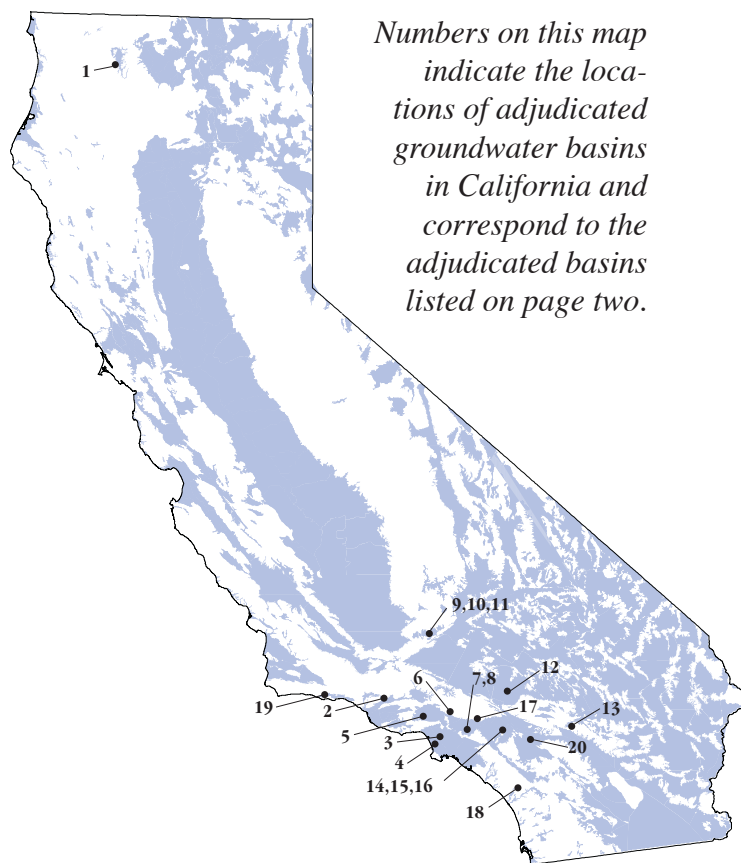 Numbers on this map
indicate the loca-
tions of adjudicated
groundwater basins
in California and
correspond to the
adjudicated basins
listed on page two.
1
9,10,11
12
6
7,8
17
13
19
2
5
3
20
4
14,15,16
18